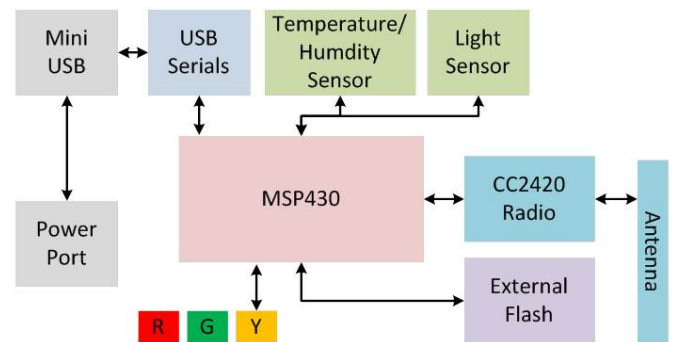 Mini
USB
USB
Serials
Temperature/
Humdity
Sensor
Light
Sensor
MSP430
CC2420
Radio
Antenna
Power
Port
External
Flash
R G Y